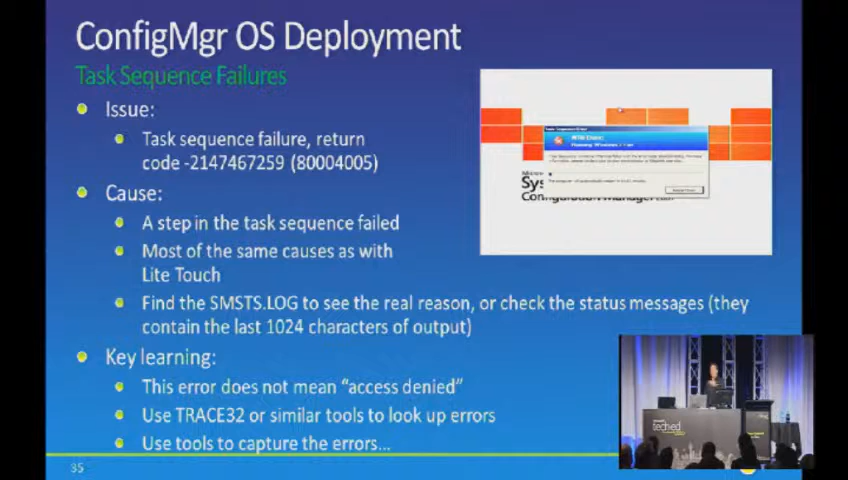 ConfigMgr OS Deployment
Task Sequence Failures
Issue:
Task sequence failure, return
code -2147467259 (80004005)
Cause:
A step in the task sequence failed
Most of the same causes as with
Lite Touch
Find the SMSTS.LOG to see the real reason, or check the status messages (they
contain the last 1024 characters of output)
Key learning:
This error does not mean "access denied"
Use TRACE32 or similar tools to look up errors
Use tools to capture the errors...
35
Configuration Manager
tech·ed